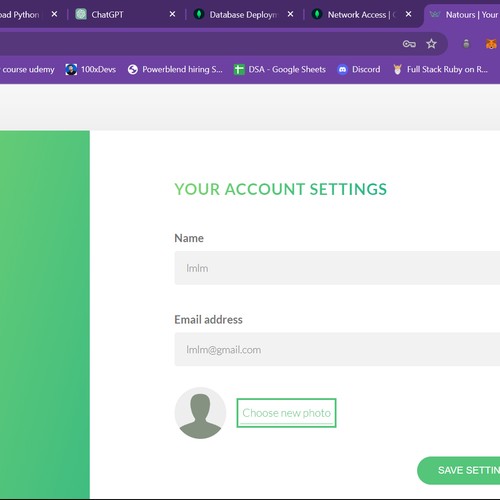 oad Python
ChatGPT
Database Deploym
Network Access | C
Natours | Your
course udemy
100xDevs
Powerblend hiring S...
DSA - Google Sheets
Discord
Full Stack Ruby on R...
YOUR ACCOUNT SETTINGS
Name
lmlm
Email address
lmlm@gmail.com
Choose new photo
SAVE SETTIN